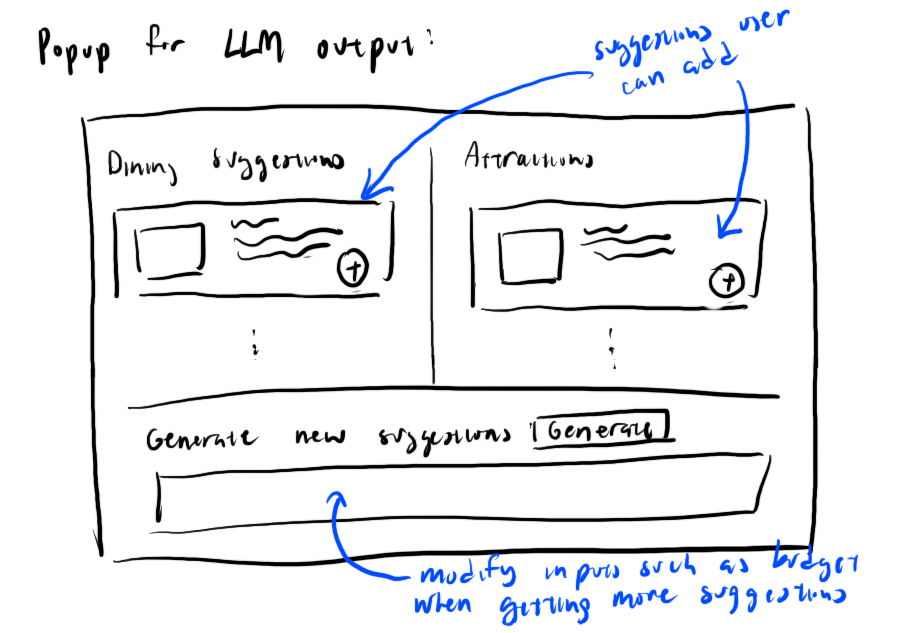 Popup for LLM output:
suggestions user
can add
Dining suggestions
Attractions
+
+
Generate new suggestions Generate
modify inputs such as budget
when getting more suggestions